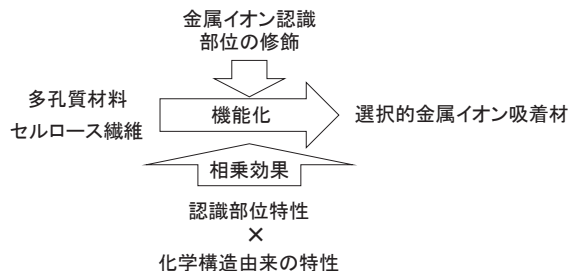 金属イオン認識
部位の修飾
多孔質材料
セルロース繊維
機能化
選択的金属イオン吸着材
相乗効果
認識部位特性
×
化学構造由来の特性